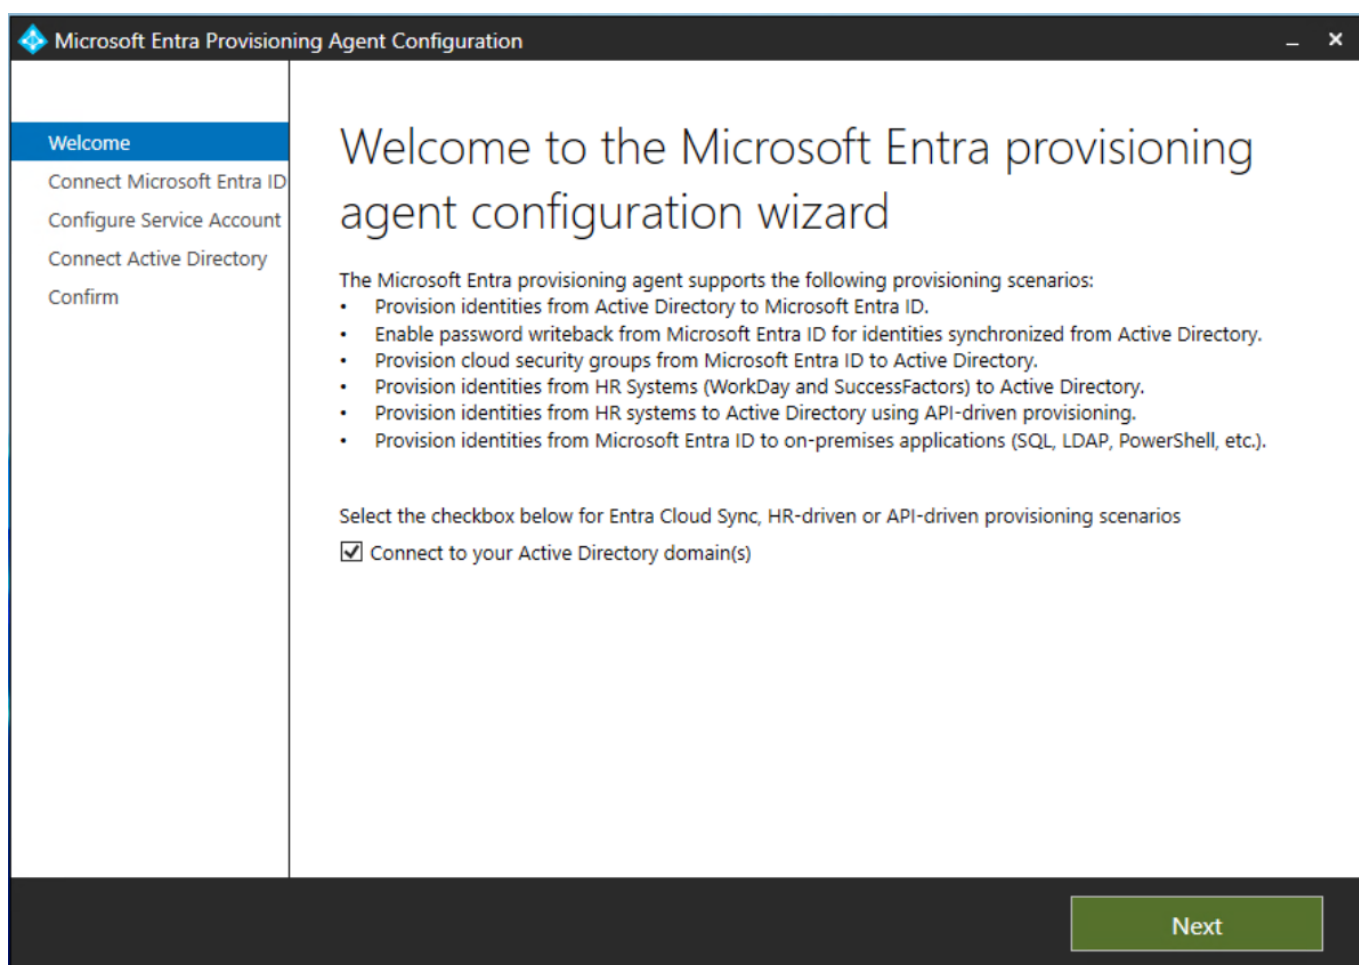 Microsoft Entra Provisioning Agent Configuration
Welcome
Connect Microsoft Entra ID
Configure Service Account
Connect Active Directory
Confirm
Welcome to the Microsoft Entra provisioning
agent configuration wizard
The Microsoft Entra provisioning agent supports the following provisioning scenarios:
• Provision identities from Active Directory to Microsoft Entra ID.
• Enable password writeback from Microsoft Entra ID for identities synchronized from Active Directory.
• Provision cloud security groups from Microsoft Entra ID to Active Directory.
• Provision identities from HR Systems (WorkDay and SuccessFactors) to Active Directory.
• Provision identities from HR systems to Active Directory using API-driven provisioning.
• Provision identities from Microsoft Entra ID to on-premises applications (SQL, LDAP, PowerShell, etc.).
Select the checkbox below for Entra Cloud Sync, HR-driven or API-driven provisioning scenarios
Connect to your Active Directory domain(s)
Next